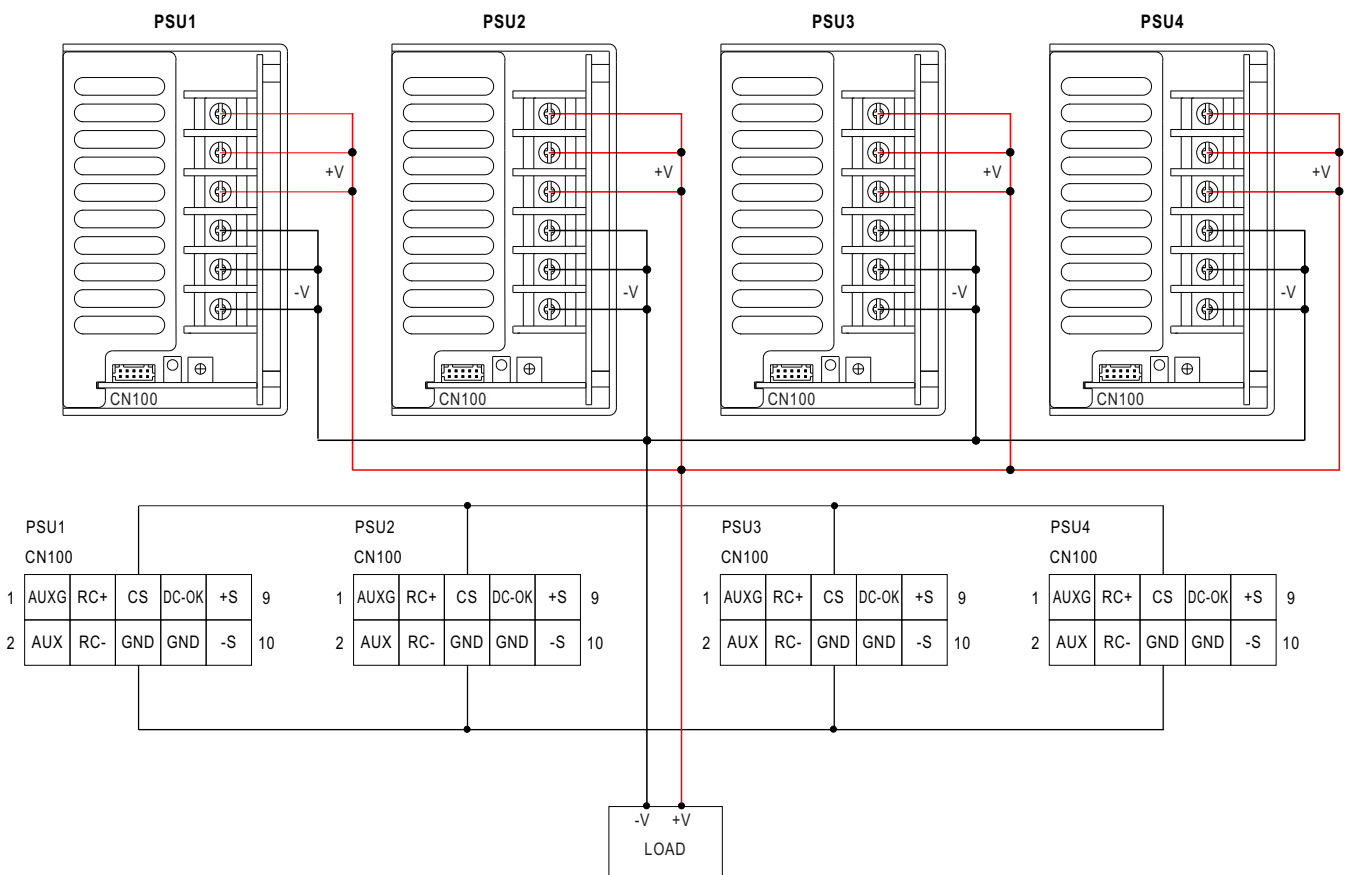 PSU1 PSU2 PSU3 PSU4
+V +V +V +V
-V -V -V -V
CN100 CN100 CN100 CN100
PSU1 PSU2 PSU3 PSU4
CN100 CN100 CN100 CN100
1 AUXG RC+ CS DC-OK +S 9 1 AUXG RC+ CS DC-OK +S 9 1 AUXG RC+ CS DC-OK +S 9 1 AUXG RC+ CS DC-OK +S 9
2 AUX RC- GND GND -S 10 2 AUX RC- GND GND -S 10 2 AUX RC- GND GND -S 10 2 AUX RC- GND GND -S 10
-V +V
LOAD